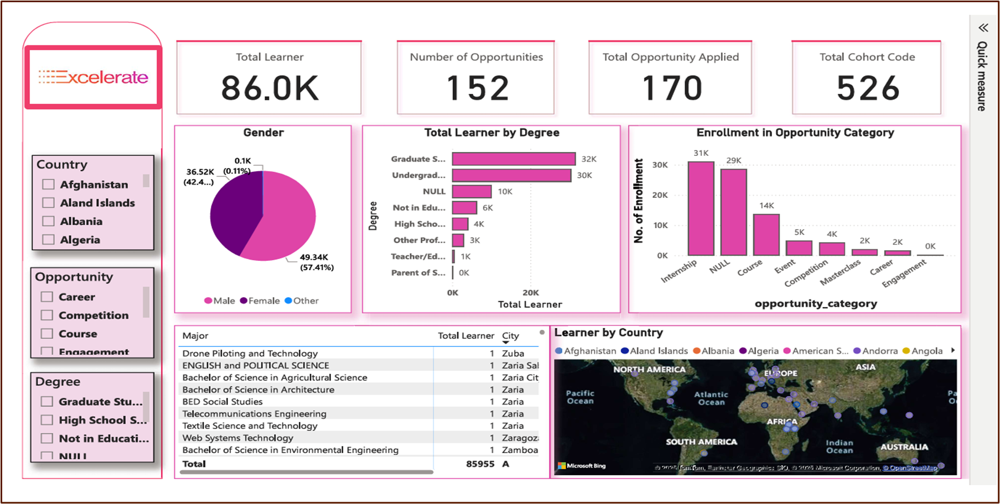 Excelerate
Total Learner
86.0K
Number of Opportunities
152
Total Opportunity Applied
170
Total Cohort Code
526
Quick measure
Country
Afghanistan
Aland Islands
Albania
Algeria
Opportunity
Career
Competition
Course
Engagement
Degree
Graduate Stu...
High School S...
Not in Educati...
NULL
Gender
0.1K
(0.11%)
36.52K
(42.4...)
49.34K
(57.41%)
Male Female Other
Total Learner by Degree
Degree
Graduate S... 32K
Undergrad... 30K
NULL 10K
Not in Edu... 6K
High Scho... 4K
Other Prof... 3K
Teacher/Ed... 1K
Parent of S... 0K
0K 20K
Total Learner
Enrollment in Opportunity Category
No. of Enrollment
30K
20K
10K
0K
31K 29K 14K 5K 4K 2K 2K 0K
Internship NULL Course Event Competition Masterclass Career Engagement
opportunity_category
Major Total Learner City
Drone Piloting and Technology 1 Zuba
ENGLISH and POLITICAL SCIENCE 1 Zaria Sal
Bachelor of Science in Agricultural Science 1 Zaria Cit
Bachelor of Science in Architecture 1 Zaria
BED Social Studies 1 Zaria
Telecommunications Engineering 1 Zaria
Textile Science and Technology 1 Zaria
Web Systems Technology 1 Zaragoz
Bachelor of Science in Environmental Engineering 1 Zamboa
Total 85955 A
Learner by Country
Afghanistan Aland Islands Albania Algeria American S... Andorra Angola
NORTH AMERICA
EUROPE
ASIA
Pacific
Ocean
Atlantic
Ocean
Pa
AFRICA
SOUTH AMERICA
Indian
Ocean
AUSTRALIA
Microsoft Bing
© 2025 TomTom, Earthstar Geographics SIO, © 2025 Microsoft Corporation, © OpenStreetMap